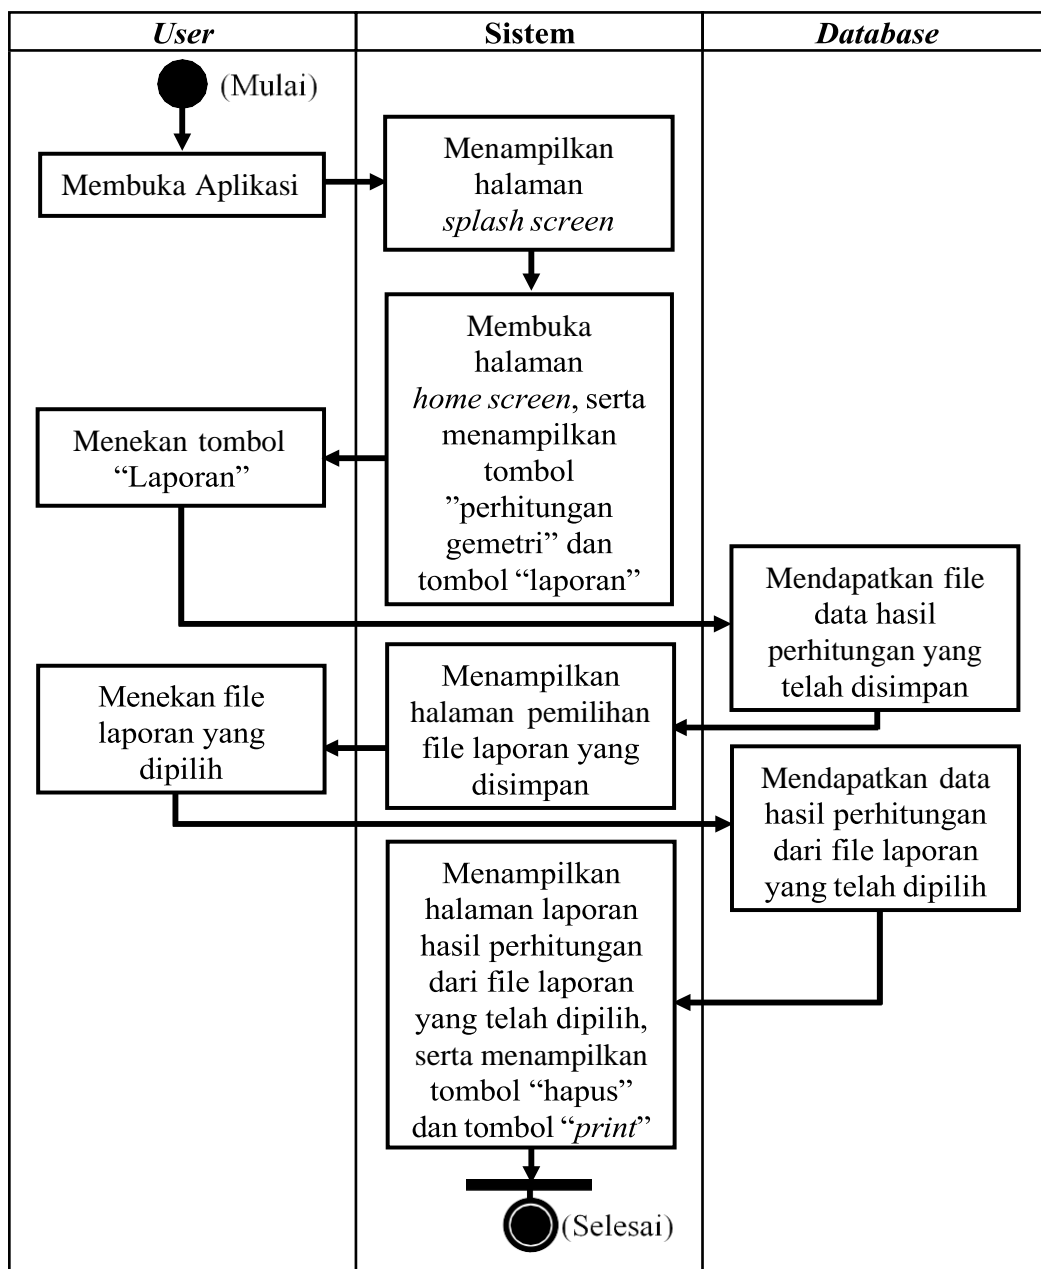 User
Sistem
Database
(Mulai)
Membuka Aplikasi
Menampilkan
halaman
splash screen
Membuka
halaman
home screen, serta
menampilkan
tombol
”perhitungan
gemetri” dan
tombol “laporan”
Menekan tombol
“Laporan”
Mendapatkan file
data hasil
perhitungan yang
telah disimpan
Menampilkan
halaman pemilihan
file laporan yang
disimpan
Menekan file
laporan yang
dipilih
Mendapatkan data
hasil perhitungan
dari file laporan
yang telah dipilih
Menampilkan
halaman laporan
hasil perhitungan
dari file laporan
yang telah dipilih,
serta menampilkan
tombol “hapus”
dan tombol “print”
(Selesai)